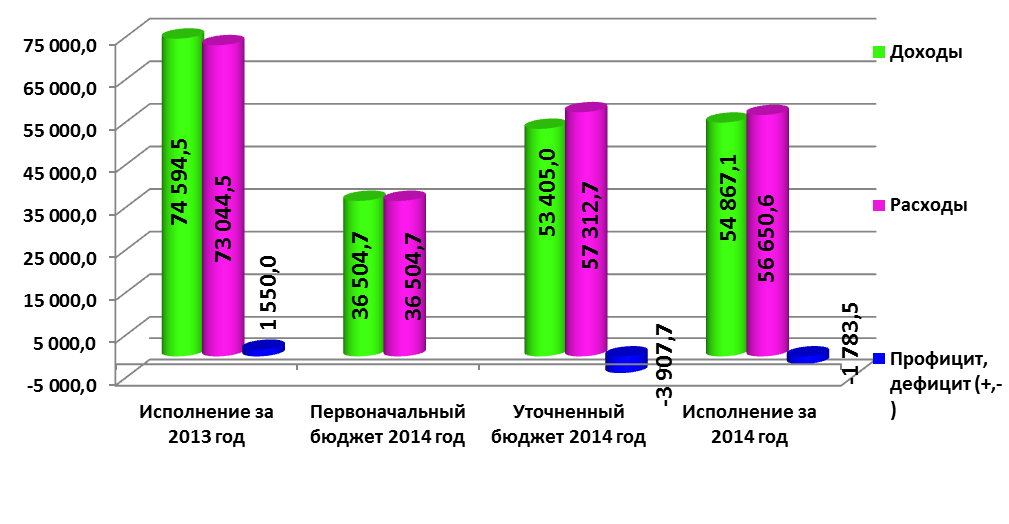 75 000,0
65 000,0
55 000,0
45 000,0
35 000,0
25 000,0
15 000,0
5 000,0
-5 000,0
74 594,5
73 044,5
1 550,0
36 504,7
36 504,7
53 405,0
57 312,7
-3 907,7
54 867,1
56 650,6
-1 783,5
Исполнение за
2013 год
Первоначальный
бюджет 2014 год
Уточненный
бюджет 2014 год
Исполнение за
2014 год
Доходы
Расходы
Профицит,
дефицит (+,-
)